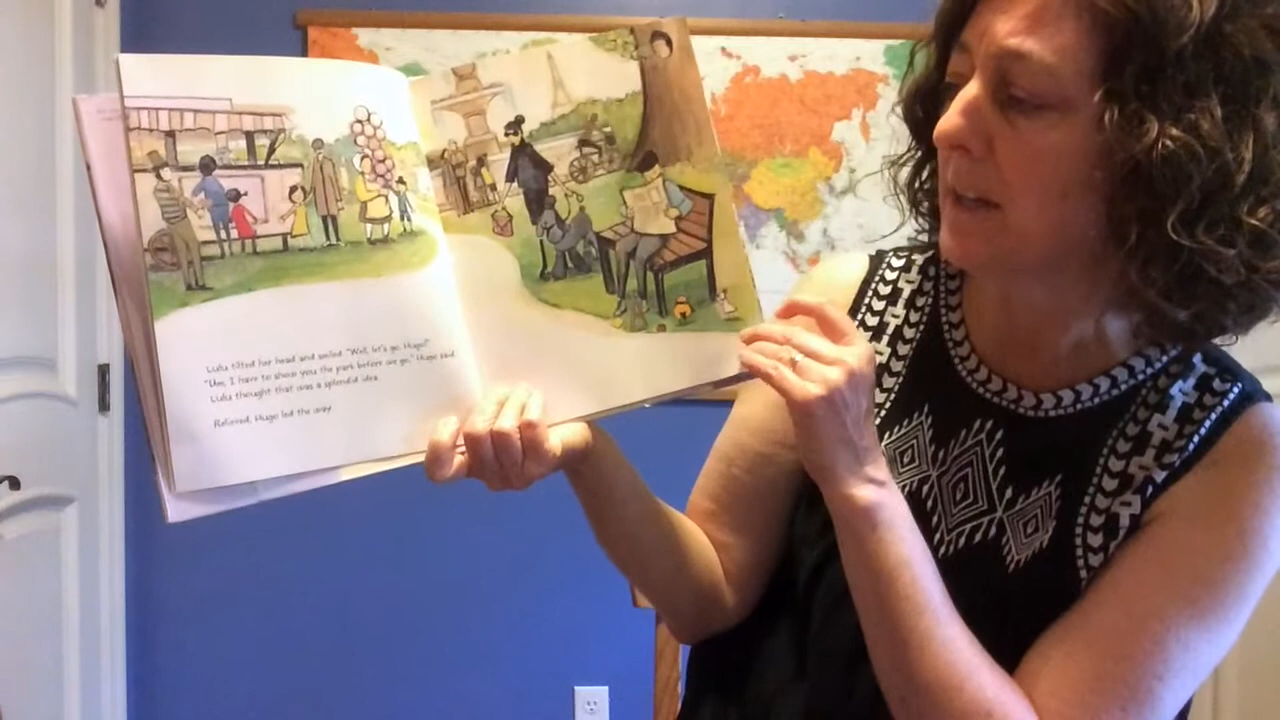 Lulu tilted her head and smiled. "Well, let's go, Hugo!"
"Um, I have to show you the park before we go," Hugo lied.
Lulu thought that was a splendid idea.
Relieved, Hugo led the way.